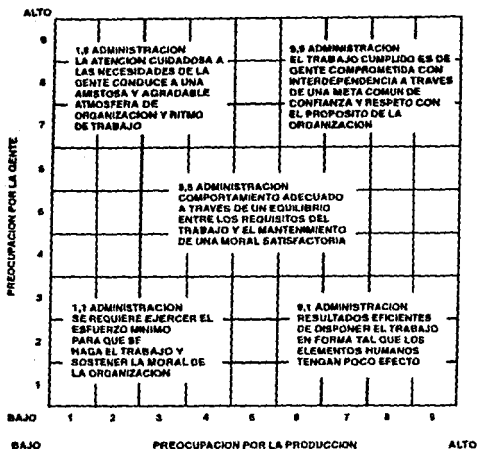 ALTO
9
8
7
6
5
4
3
2
1
PREOCUPACION POR LA GENTE
1,9 ADMINISTRACION
LA ATENCION CUIDADOSA A
LAS NECESIDADES DE LA
GENTE CONDUCE A UNA
AMISTOSA Y AGRADABLE
ATMOSFERA DE
ORGANIZACION Y RITMO
DE TRABAJO
9,9 ADMINISTRACION
EL TRABAJO CUMPLIDO ES DE
GENTE COMPROMETIDA CON
INTERDEPENDENCIA A TRAVES
DE UNA META COMUN DE
CONFIANZA Y RESPETO CON
EL PROPOSITO DE LA
ORGANIZACION
5,5 ADMINISTRACION
COMPORTAMIENTO ADECUADO
A TRAVES DE UN EQUILIBRIO
ENTRE LOS REQUISITOS DEL
TRABAJO Y EL MANTENIMIENTO
DE UNA MORAL SATISFACTORIA
1,1 ADMINISTRACION
SE REQUIERE EJERCER EL
ESFUERZO MINIMO
PARA QUE SE
HAGA EL TRABAJO Y
SOSTENER LA MORAL DE
LA ORGANIZACION
9,1 ADMINISTRACION
RESULTADOS EFICIENTES
DE DISPONER EL TRABAJO
EN FORMA TAL QUE LOS
ELEMENTOS HUMANOS
TENGAN POCO EFECTO
BAJO 1 2 3 4 5 6 7 8 9
BAJO PREOCUPACION POR LA PRODUCCION ALTO